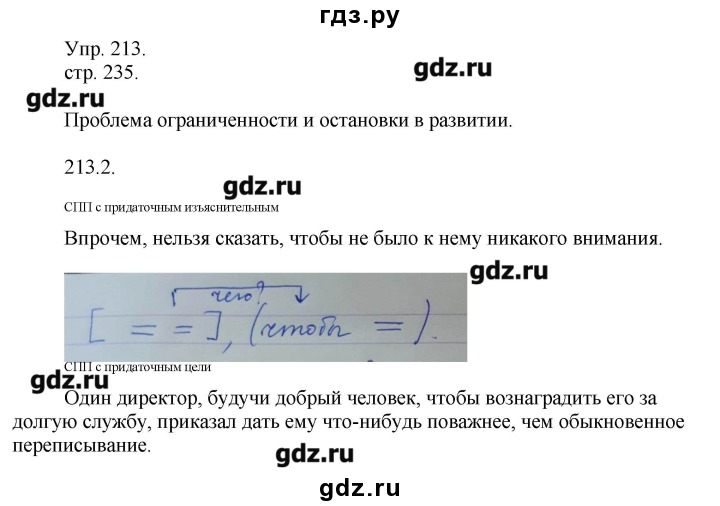 гдз.ру
Упр. 213.
стр. 235.
gdz.ru
gdz.ru
Проблема ограниченности и остановки в развитии.
213.2.
gdz.ru
СПП с придаточным изъяснительным
Впрочем, нельзя сказать, чтобы не было к нему никакого внимания.
gdz.ru
чего?
[ = = ], (чтобы = ).
СПП с придаточным цели
gdz.ru
Один директор, будучи добрый человек, чтобы вознаградить его за
долгую службу, приказал дать ему что-нибудь поважнее, чем обыкновенное
переписывание.
gdz.ru
gdz.ru